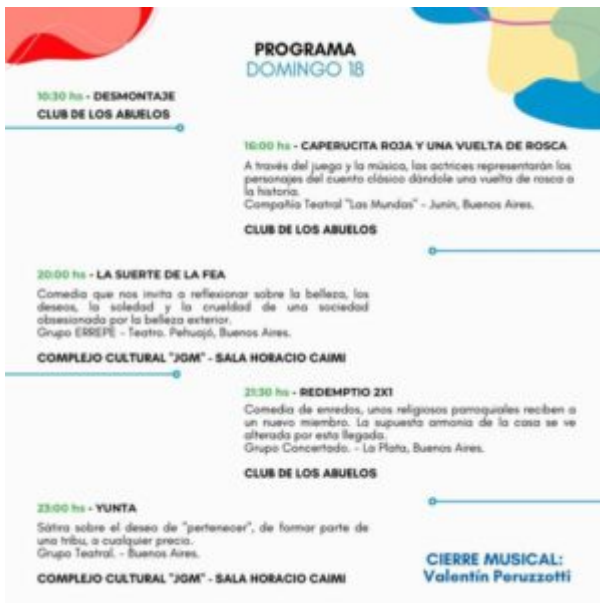 PROGRAMA
DOMINGO 18
10:30 hs - DESMONTAJE
CLUB DE LOS ABUELOS
16:00 hs - CAPERUCITA ROJA Y UNA VUELTA DE ROSCA
A través del juego y la música, las actrices representarán los
personajes del cuento clásico dándole una vuelta de rosca a
la historia.
Compañía Teatral "Las Mundas" - Junín, Buenos Aires.
CLUB DE LOS ABUELOS
20:00 hs - LA SUERTE DE LA FEA
Comedia que nos invita a reflexionar sobre la belleza, los
deseos, la soledad y la crueldad de una sociedad
obsesionada por la belleza exterior.
Grupo ERREPÉ - Teatro. Pehuajó, Buenos Aires.
COMPLEJO CULTURAL "JGM" - SALA HORACIO CAIMI
21:30 hs - REDEMPTIO 2X1
Comedia de enredos, unos religiosos parroquiales reciben a
un nuevo miembro. La supuesta armonía de la casa se ve
alterada por esta llegada.
Grupo Concertado. - La Plata, Buenos Aires.
CLUB DE LOS ABUELOS
23:00 hs - YUNTA
Sátira sobre el deseo de "pertenecer", de formar parte de
una tribu, a cualquier precio.
Grupo Teatral. - Buenos Aires.
COMPLEJO CULTURAL "JGM" - SALA HORACIO CAIMI
CIERRE MUSICAL:
Valentín Peruzzotti